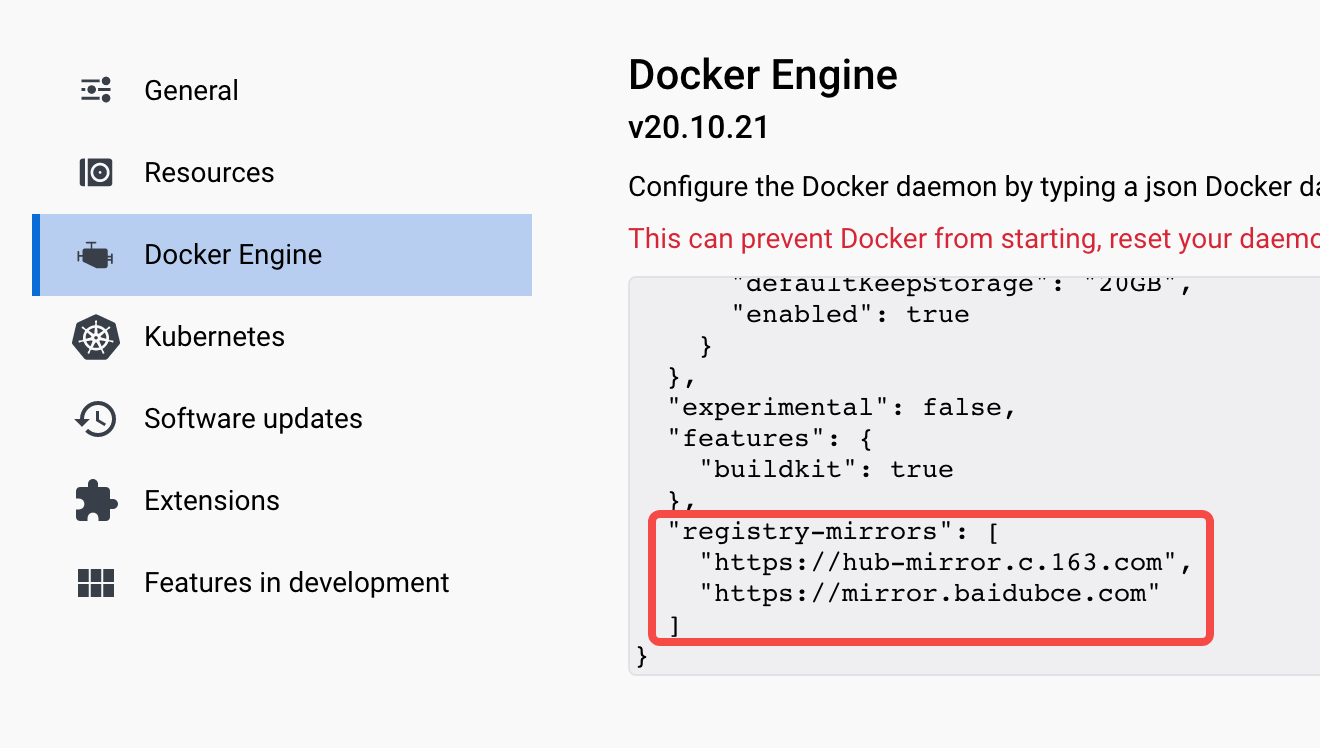 General
Resources
Docker Engine
Kubernetes
Software updates
Extensions
Features in development
Docker Engine
v20.10.21
Configure the Docker daemon by typing a json Docker da
This can prevent Docker from starting, reset your daemo
"defaultKeepStorage": "20GB",
"enabled": true
}
},
"experimental": false,
"features": {
"buildkit": true
},
"registry-mirrors": [
"https://hub-mirror.c.163.com",
"https://mirror.baidubce.com"
]
}